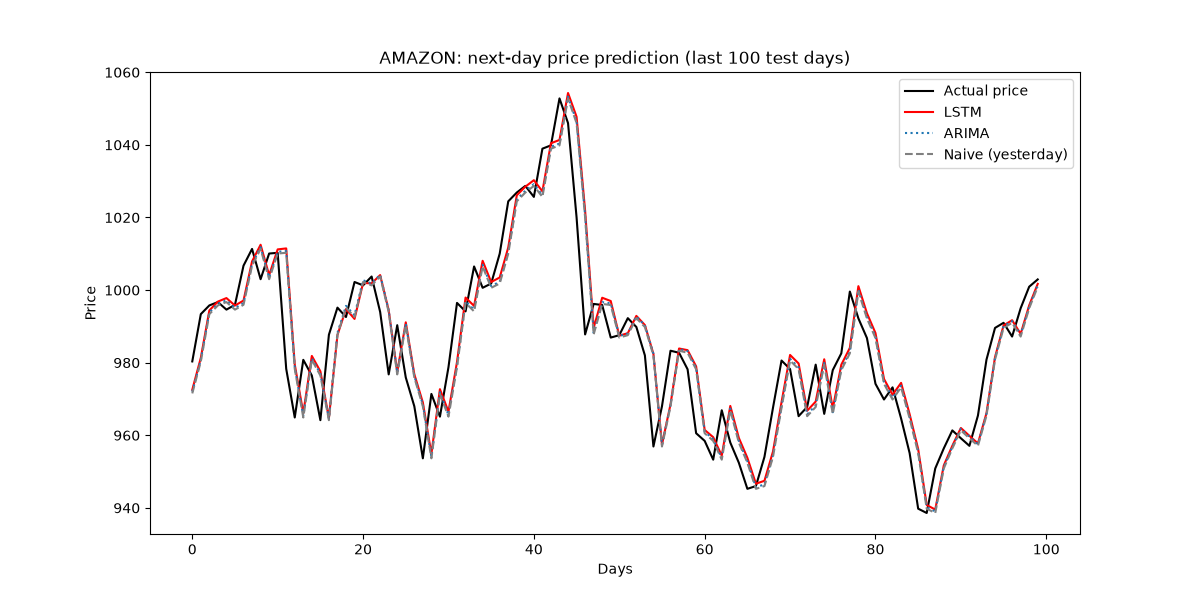 AMAZON: next-day price prediction (last 100 test days)
1060
1040
1020
1000
980
960
940
Price
0 20 40 60 80 100
Days
Actual price
LSTM
ARIMA
Naive (yesterday)